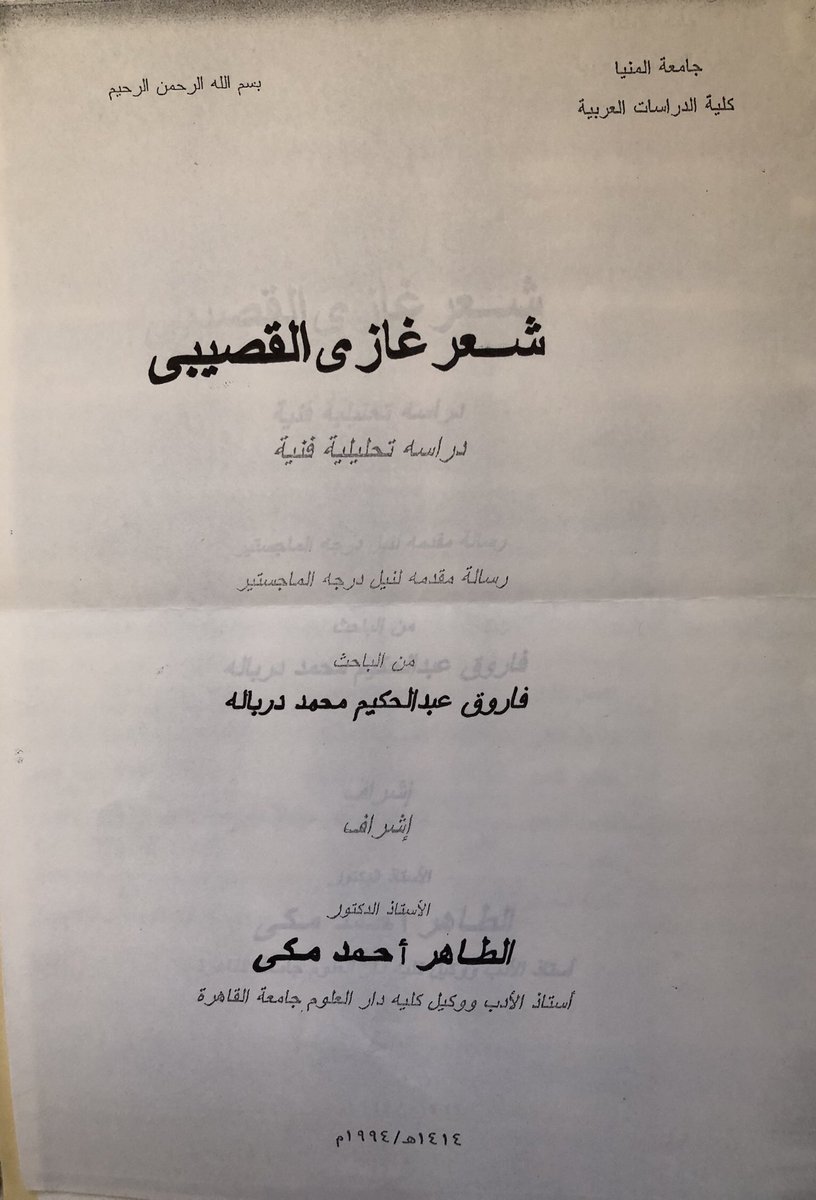 جامعة المنيا
كلية الدراسات العربية
بسم الله الرحمن الرحيم
شعر غازى القصيبى
دراسه تحليلية فنية
رسالة مقدمه لنيل درجه الماجستير
من الباحث
فاروق عبدالحكيم محمد درباله
إشراف
الأستاذ الدكتور
الطاهر أحمد مكى
أستاذ الأدب ووكيل كليه دار العلوم جامعة القاهرة
١٤١٤هـ/١٩٩٤م